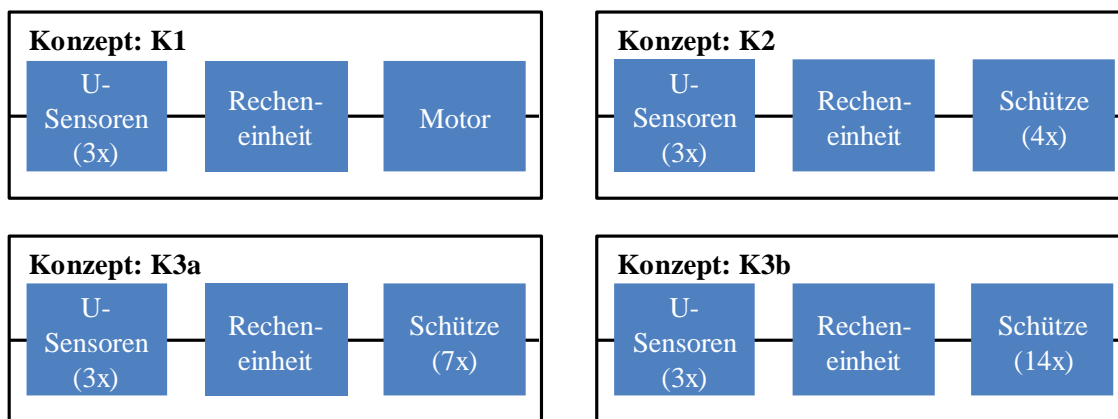 Konzept: K1
U-
Sensoren
(3x)
Rechen-
einheit
Motor
Konzept: K2
U-
Sensoren
(3x)
Rechen-
einheit
Schütze
(4x)
Konzept: K3a
U-
Sensoren
(3x)
Rechen-
einheit
Schütze
(7x)
Konzept: K3b
U-
Sensoren
(3x)
Rechen-
einheit
Schütze
(14x)